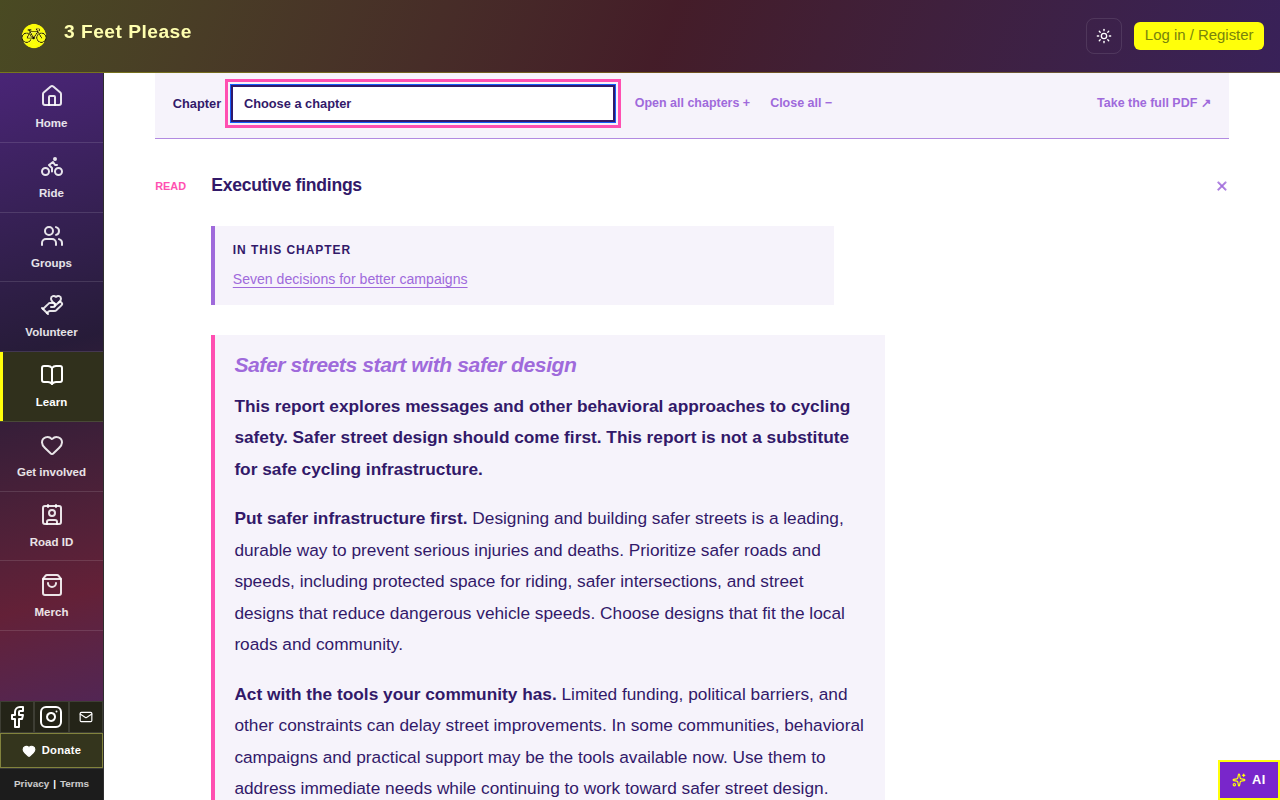 3 Feet Please
Log in / Register
Home
Ride
Groups
Volunteer
Learn
Get involved
Road ID
Merch
Donate
Privacy | Terms
Chapter
Choose a chapter
Open all chapters +
Close all −
Take the full PDF ↗
READ
Executive findings
×
IN THIS CHAPTER
Seven decisions for better campaigns
Safer streets start with safer design
This report explores messages and other behavioral approaches to cycling
safety. Safer street design should come first. This report is not a substitute
for safe cycling infrastructure.
Put safer infrastructure first. Designing and building safer streets is a leading,
durable way to prevent serious injuries and deaths. Prioritize safer roads and
speeds, including protected space for riding, safer intersections, and street
designs that reduce dangerous vehicle speeds. Choose designs that fit the local
roads and community.
Act with the tools your community has. Limited funding, political barriers, and
other constraints can delay street improvements. In some communities, behavioral
campaigns and practical support may be the tools available now. Use them to
address immediate needs while continuing to work toward safer street design.
AI